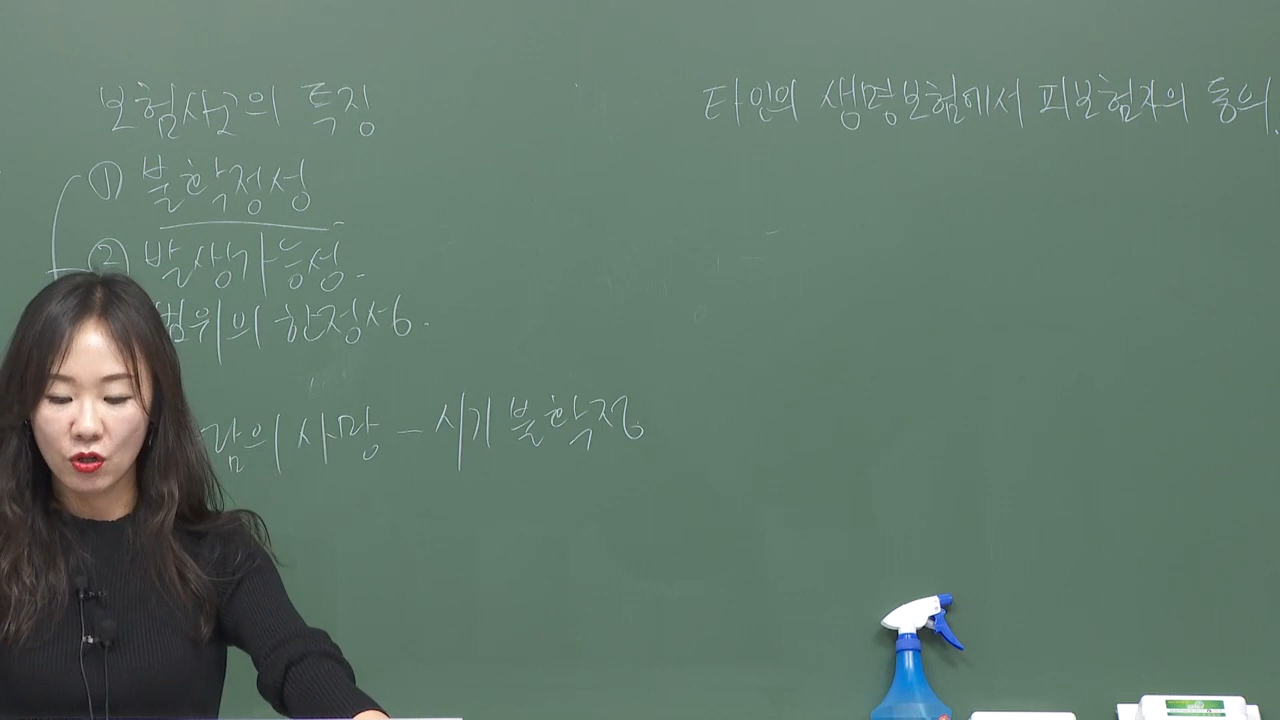 보험사고의 특징
① 불확정성
② 발생가능성.
범위의 한정성.
람의 사망 - 시기 불확정
타인의 생명보험에서 피보험자의 동의.